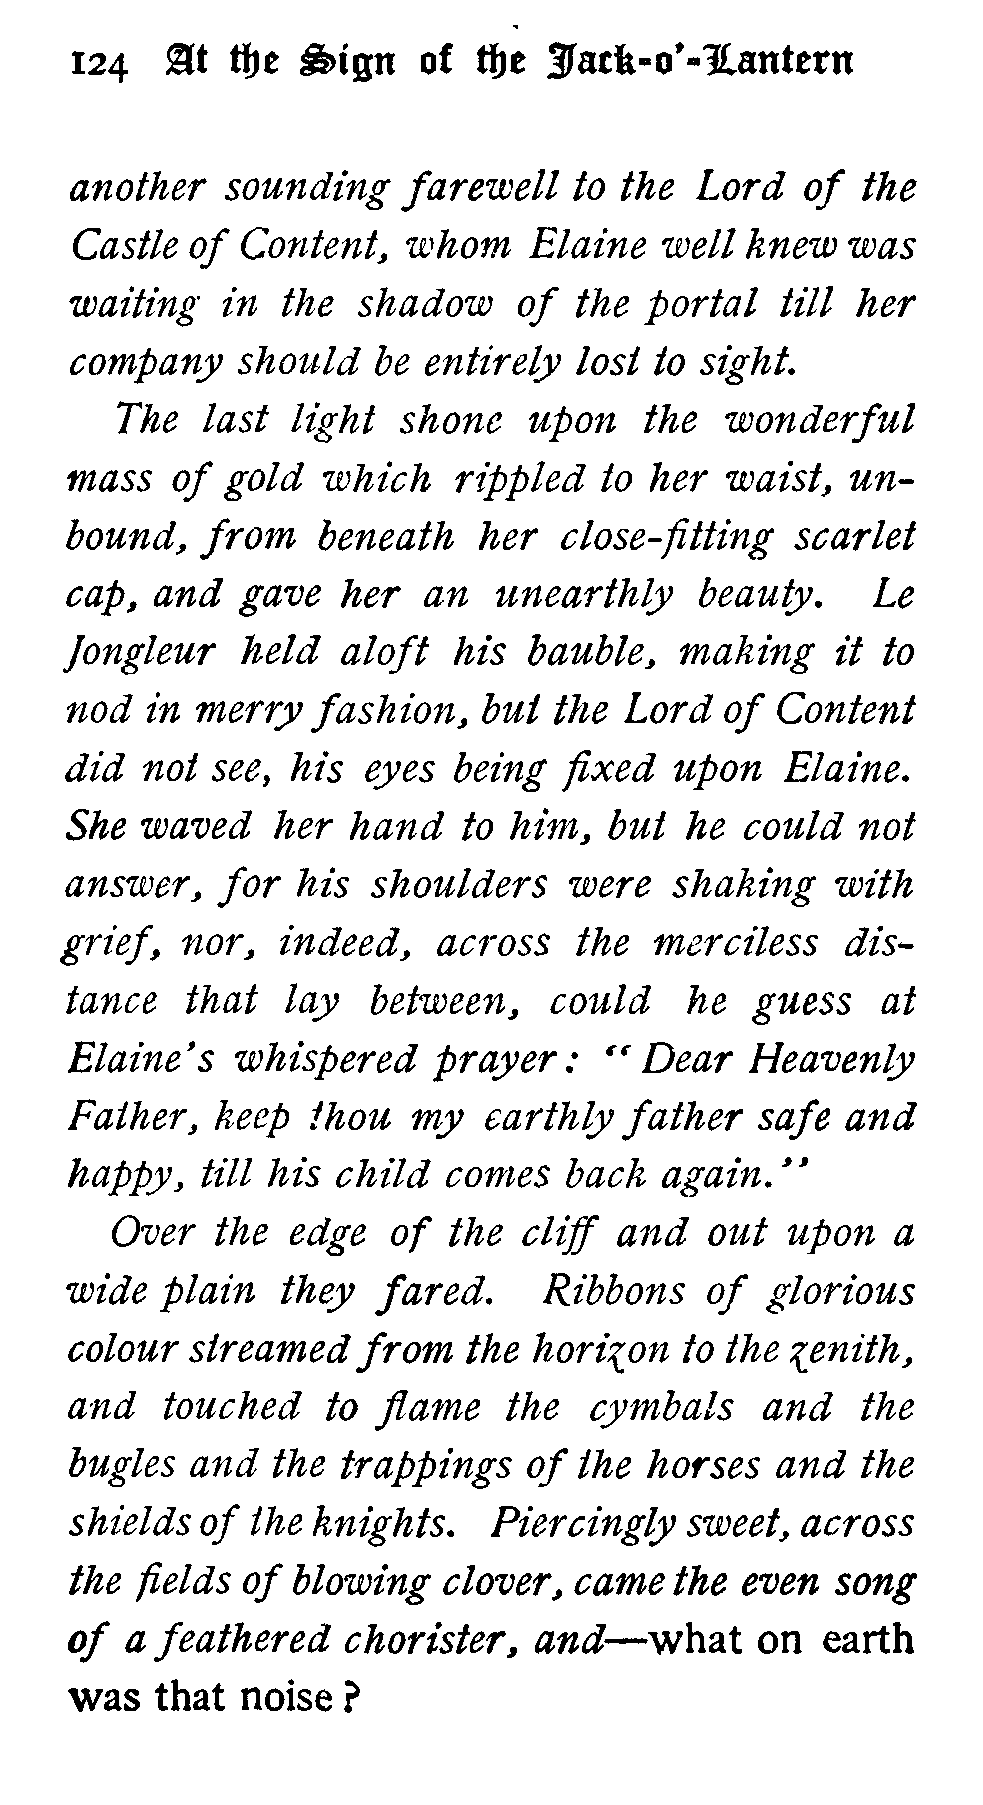 124 At the Sign of the Jack-o'-Lantern
another sounding farewell to the Lord of the
Castle of Content, whom Elaine well knew was
waiting in the shadow of the portal till her
company should be entirely lost to sight.
The last light shone upon the wonderful
mass of gold which rippled to her waist, un-
bound, from beneath her close-fitting scarlet
cap, and gave her an unearthly beauty. Le
Jongleur held aloft his bauble, making it to
nod in merry fashion, but the Lord of Content
did not see, his eyes being fixed upon Elaine.
She waved her hand to him, but he could not
answer, for his shoulders were shaking with
grief, nor, indeed, across the merciless dis-
tance that lay between, could he guess at
Elaine's whispered prayer: "Dear Heavenly
Father, keep thou my earthly father safe and
happy, till his child comes back again."
Over the edge of the cliff and out upon a
wide plain they fared. Ribbons of glorious
colour streamed from the horizon to the zenith,
and touched to flame the cymbals and the
bugles and the trappings of the horses and the
shields of the knights. Piercingly sweet, across
the fields of blowing clover, came the even song
of a feathered chorister, and—what on earth
was that noise?